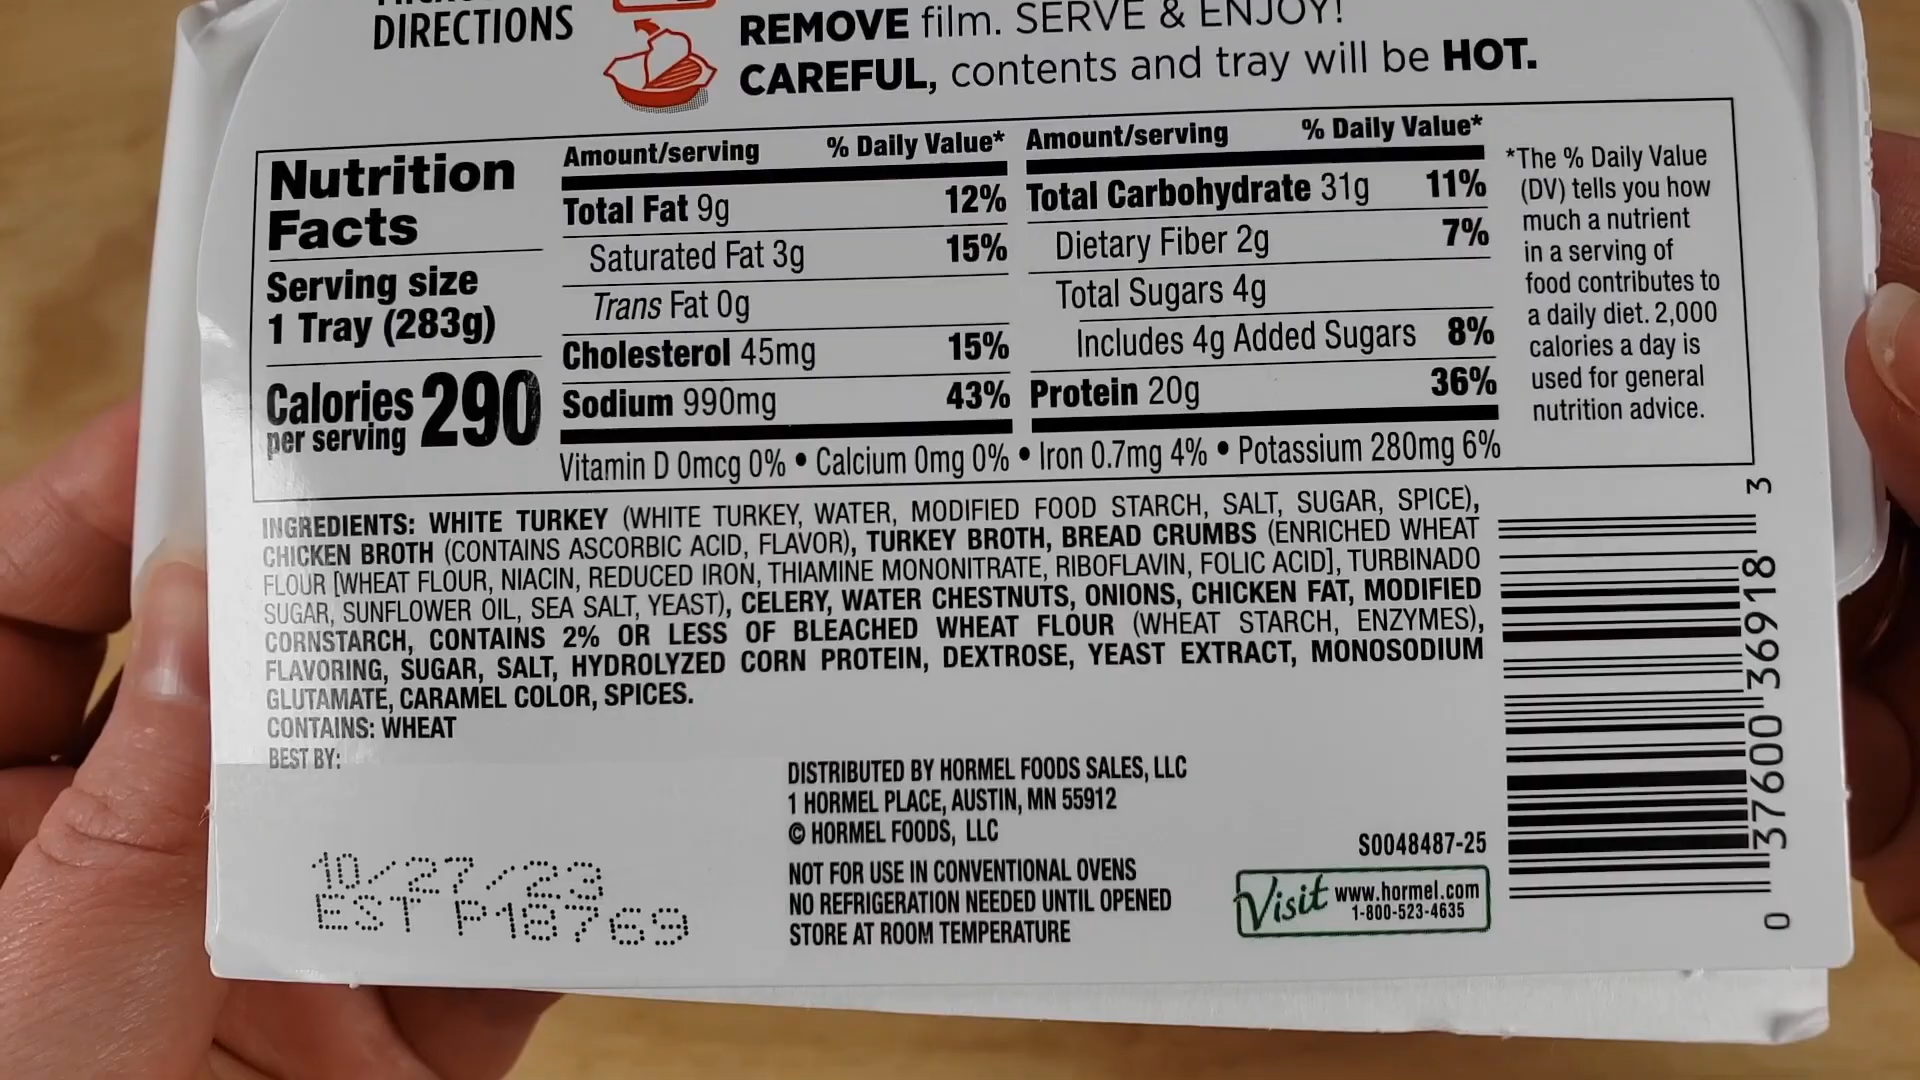 DIRECTIONS
REMOVE film. SERVE & ENJOY!
CAREFUL, contents and tray will be HOT.
Nutrition
Facts
Serving size
1 Tray (283g)
Calories 290
per serving
Amount/serving % Daily Value*
Total Fat 9g 12%
Saturated Fat 3g 15%
Trans Fat 0g
Cholesterol 45mg 15%
Sodium 990mg 43%
Amount/serving % Daily Value*
Total Carbohydrate 31g 11%
Dietary Fiber 2g 7%
Total Sugars 4g
Includes 4g Added Sugars 8%
Protein 20g 36%
Vitamin D 0mcg 0% • Calcium 0mg 0% • Iron 0.7mg 4% • Potassium 280mg 6%
*The % Daily Value
(DV) tells you how
much a nutrient
in a serving of
food contributes to
a daily diet. 2,000
calories a day is
used for general
nutrition advice.
INGREDIENTS: WHITE TURKEY (WHITE TURKEY, WATER, MODIFIED FOOD STARCH, SALT, SUGAR, SPICE),
CHICKEN BROTH (CONTAINS ASCORBIC ACID, FLAVOR), TURKEY BROTH, BREAD CRUMBS (ENRICHED WHEAT
FLOUR [WHEAT FLOUR, NIACIN, REDUCED IRON, THIAMINE MONONITRATE, RIBOFLAVIN, FOLIC ACID], TURBINADO
SUGAR, SUNFLOWER OIL, SEA SALT, YEAST), CELERY, WATER CHESTNUTS, ONIONS, CHICKEN FAT, MODIFIED
CORNSTARCH, CONTAINS 2% OR LESS OF BLEACHED WHEAT FLOUR (WHEAT STARCH, ENZYMES),
FLAVORING, SUGAR, SALT, HYDROLYZED CORN PROTEIN, DEXTROSE, YEAST EXTRACT, MONOSODIUM
GLUTAMATE, CARAMEL COLOR, SPICES.
CONTAINS: WHEAT
BEST BY:
10/27/23
EST P18769
DISTRIBUTED BY HORMEL FOODS SALES, LLC
1 HORMEL PLACE, AUSTIN, MN 55912
© HORMEL FOODS, LLC
NOT FOR USE IN CONVENTIONAL OVENS
NO REFRIGERATION NEEDED UNTIL OPENED
STORE AT ROOM TEMPERATURE
S0048487-25
Visit www.hormel.com
1-800-523-4635
0 37600 36918 3